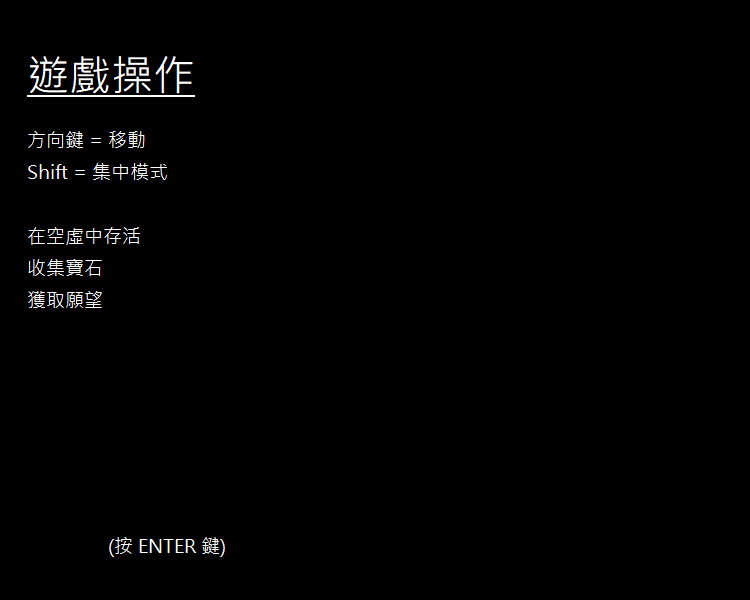 遊戲操作
方向鍵 = 移動
Shift = 集中模式
在空虛中存活
收集寶石
獲取願望
(按 ENTER 鍵)